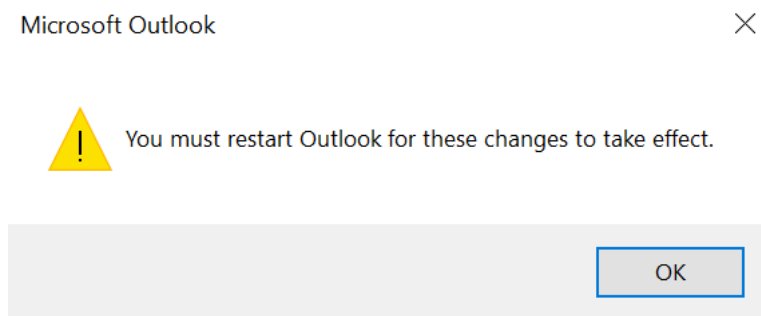 Microsoft Outlook
You must restart Outlook for these changes to take effect.
OK